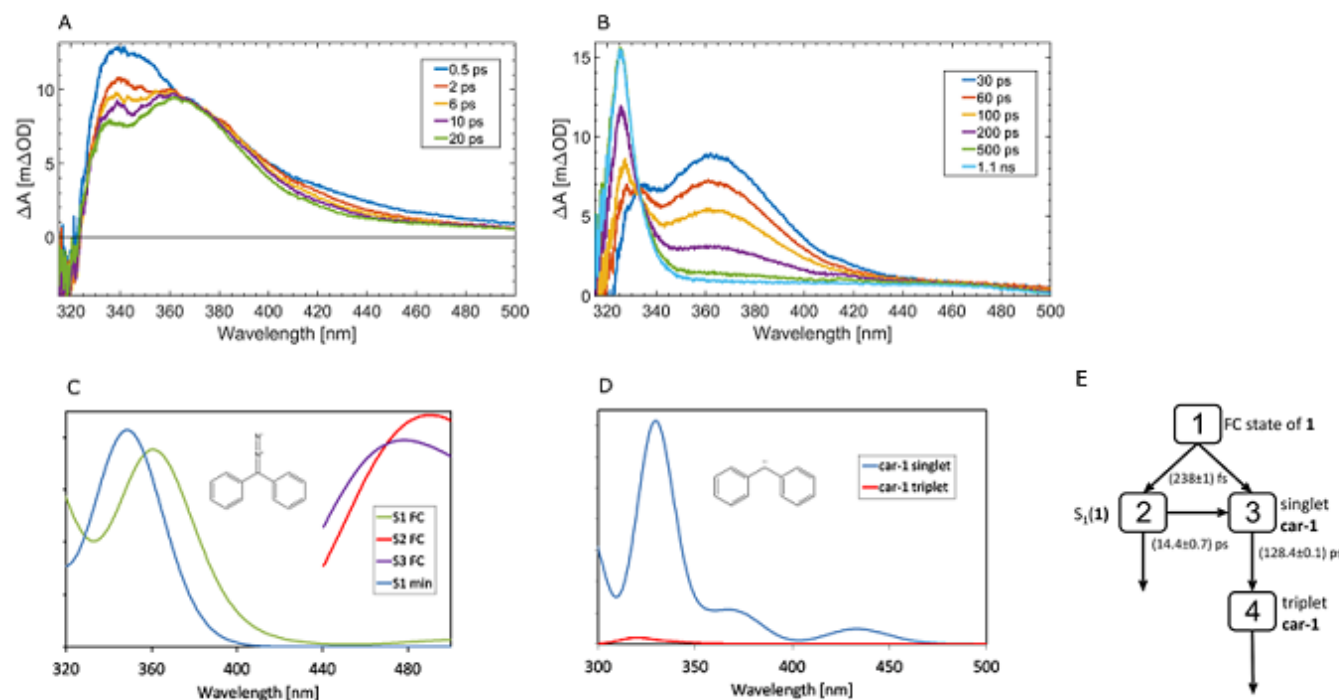 A
ΔA [mΔOD]
10
5
0
0.5 ps
2 ps
6 ps
10 ps
20 ps
320 340 360 380 400 420 440 460 480 500
Wavelength [nm]
B
ΔA [mΔOD]
15
10
5
0
30 ps
60 ps
100 ps
200 ps
500 ps
1.1 ns
320 340 360 380 400 420 440 460 480 500
Wavelength [nm]
C
S1 FC
S2 FC
S3 FC
S1 min
320 360 400 440 480
Wavelength [nm]
D
car-1 singlet
car-1 triplet
300 350 400 450 500
Wavelength [nm]
E
1 FC state of 1
(238±1) fs
S₁(1) 2 3 singlet
car-1
(14.4±0.7) ps (128.4±0.1) ps
4 triplet
car-1